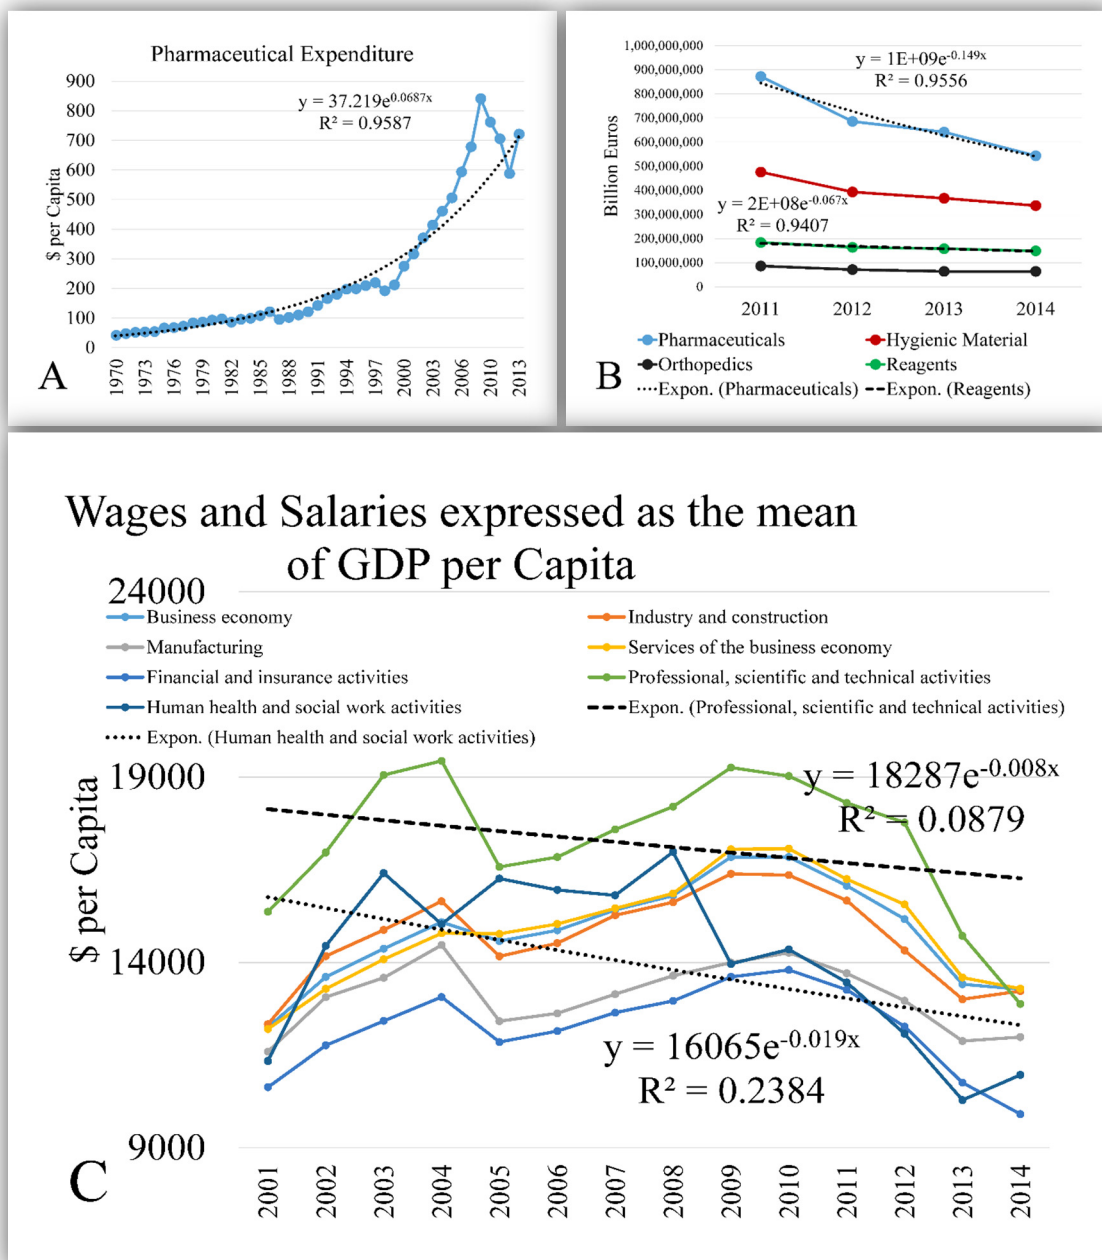 Pharmaceutical Expenditure
900
800
700
600
500
400
300
200
100
0
$ per Capita
y = 37.219e0.0687x
R² = 0.9587
1970
1973
1976
1979
1982
1985
1988
1991
1994
1997
2000
2003
2006
2010
2013
A
1,000,000,000
900,000,000
800,000,000
700,000,000
600,000,000
500,000,000
400,000,000
300,000,000
200,000,000
100,000,000
0
Billion Euros
y = 1E+09e-0.149x
R² = 0.9556
y = 2E+08e-0.067x
R² = 0.9407
2011 2012 2013 2014
Pharmaceuticals Hygienic Material
Orthopedics Reagents
Expon. (Pharmaceuticals) Expon. (Reagents)
B
Wages and Salaries expressed as the mean
of GDP per Capita
24000
19000
14000
9000
$ per Capita
Business economy Industry and construction
Manufacturing Services of the business economy
Financial and insurance activities Professional, scientific and technical activities
Human health and social work activities Expon. (Professional, scientific and technical activities)
Expon. (Human health and social work activities)
y = 18287e-0.008x
R² = 0.0879
y = 16065e-0.019x
R² = 0.2384
2001
2002
2003
2004
2005
2006
2007
2008
2009
2010
2011
2012
2013
2014
C